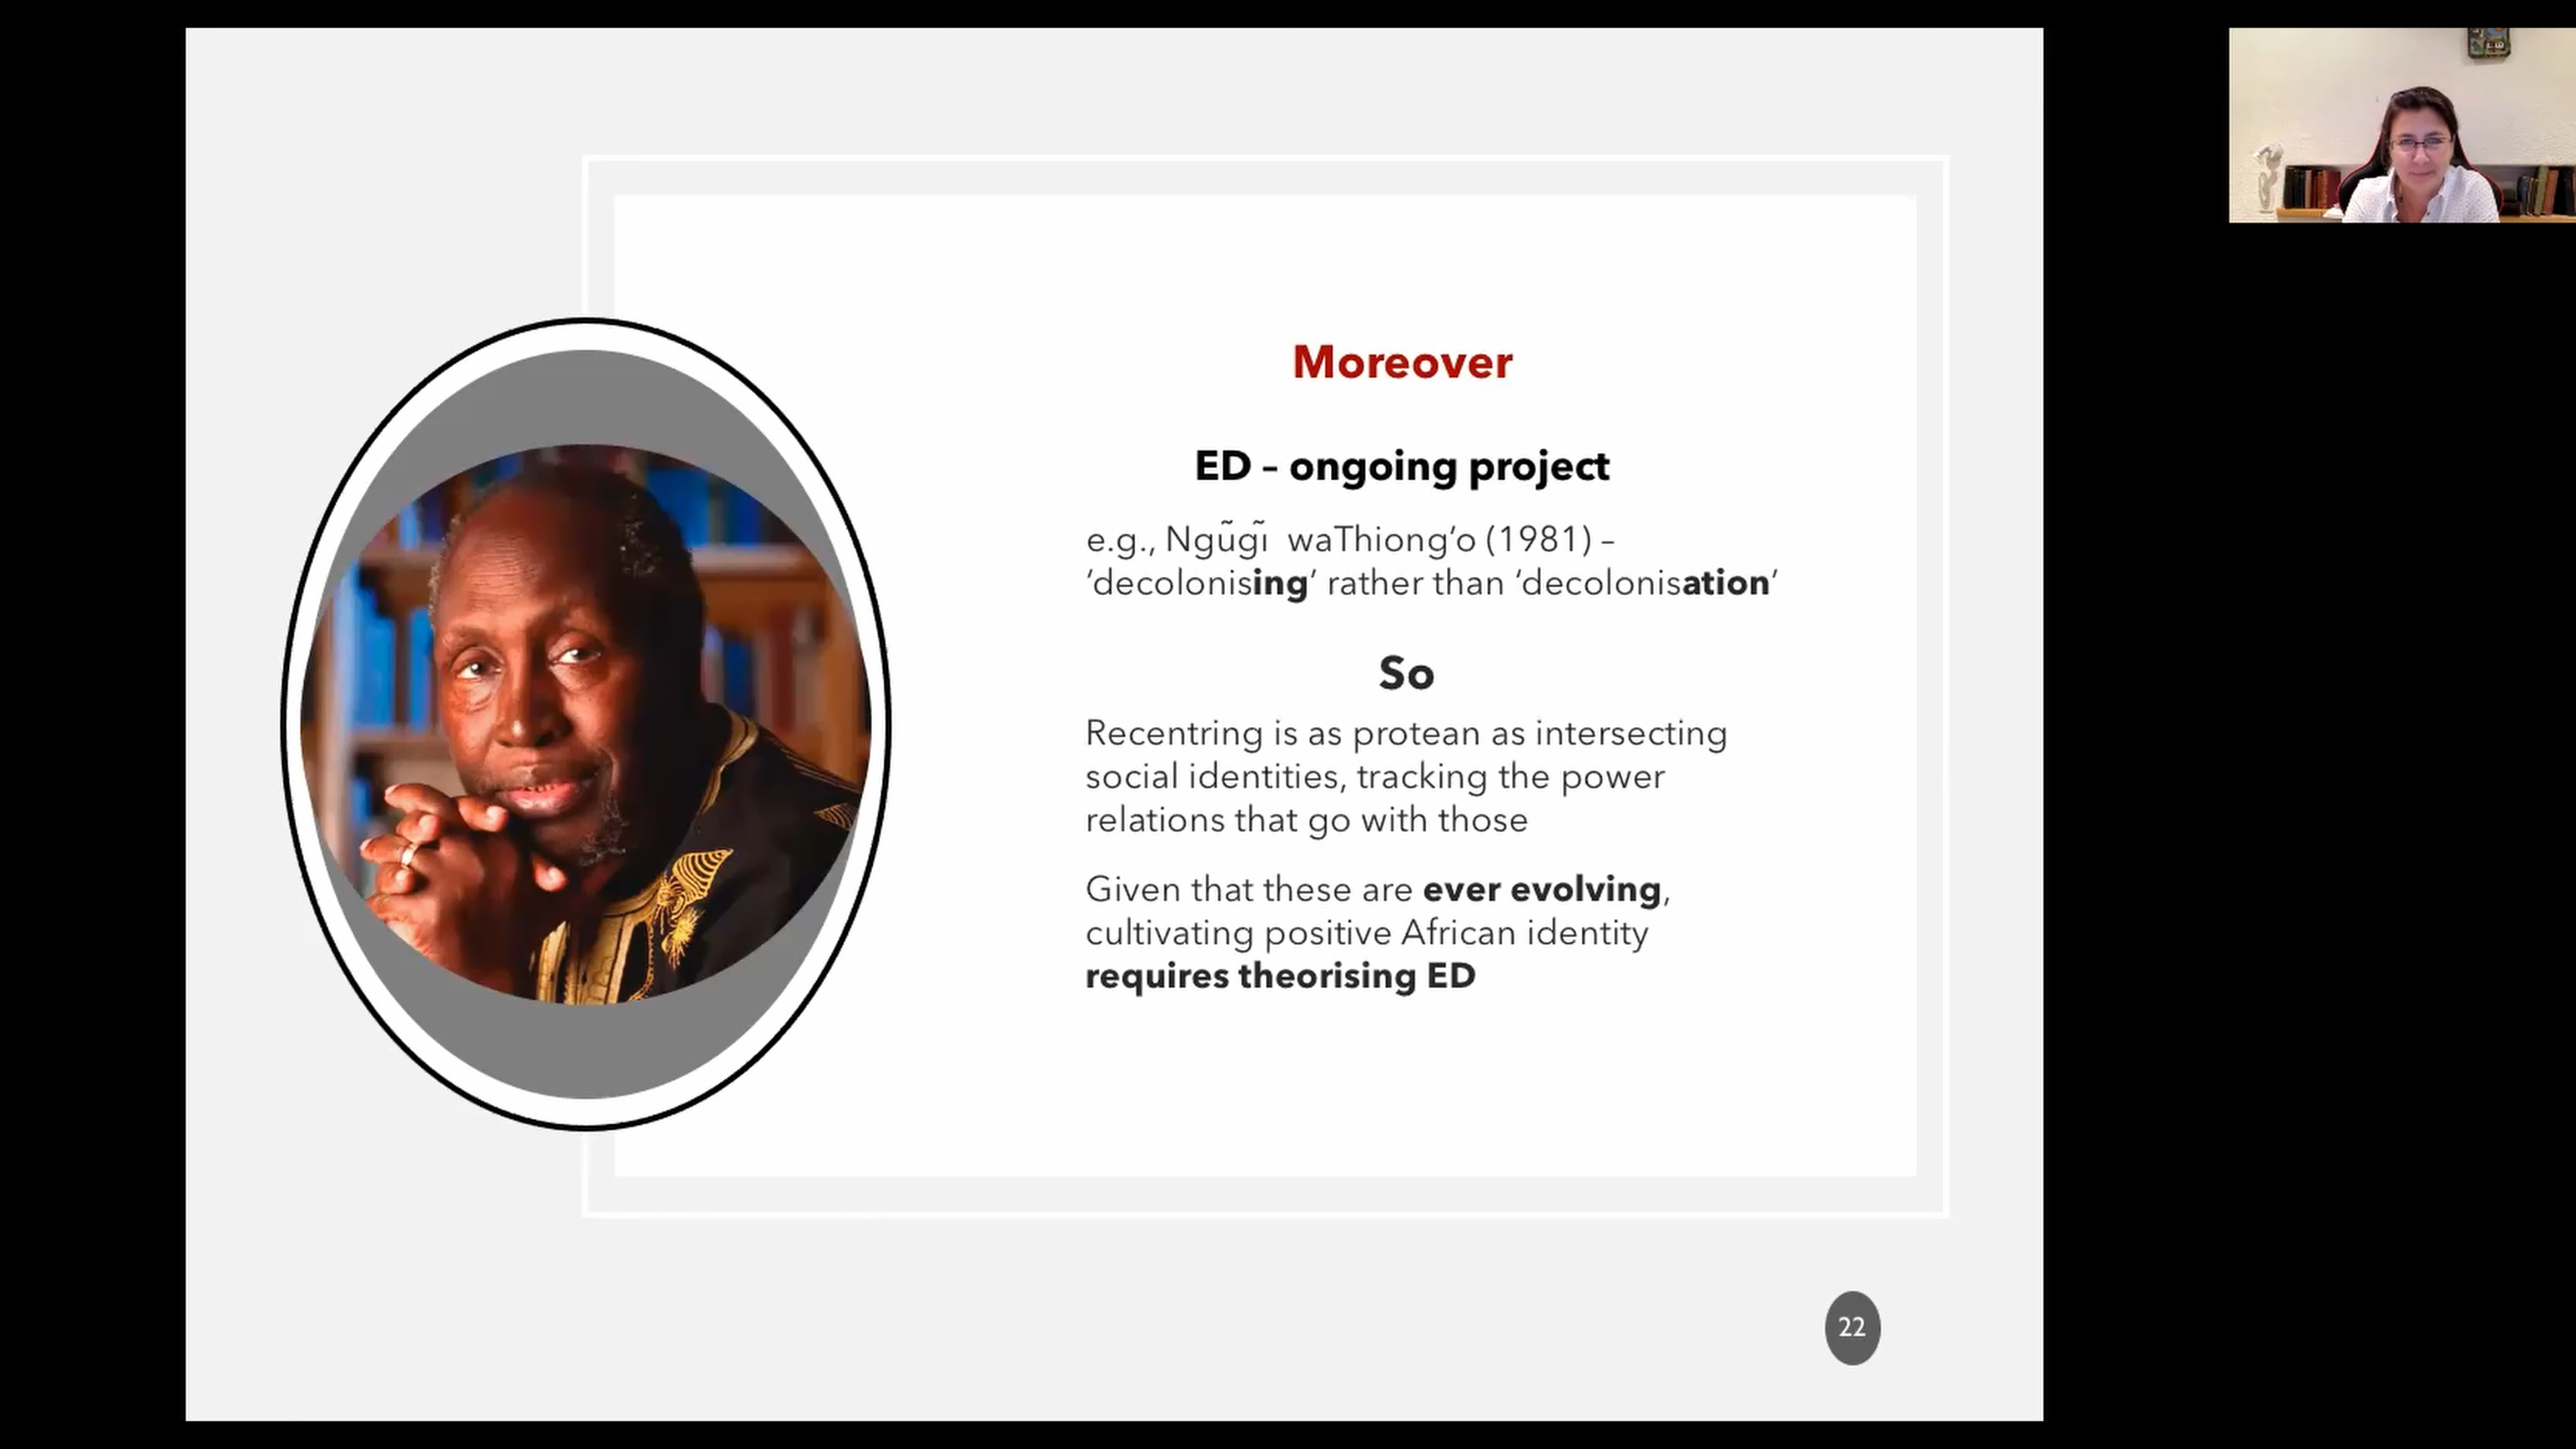 Moreover
ED – ongoing project
e.g., Ngũgĩ waThiong’o (1981) –
‘decolonising’ rather than ‘decolonisation’
So
Recentring is as protean as intersecting
social identities, tracking the power
relations that go with those
Given that these are ever evolving,
cultivating positive African identity
requires theorising ED
22